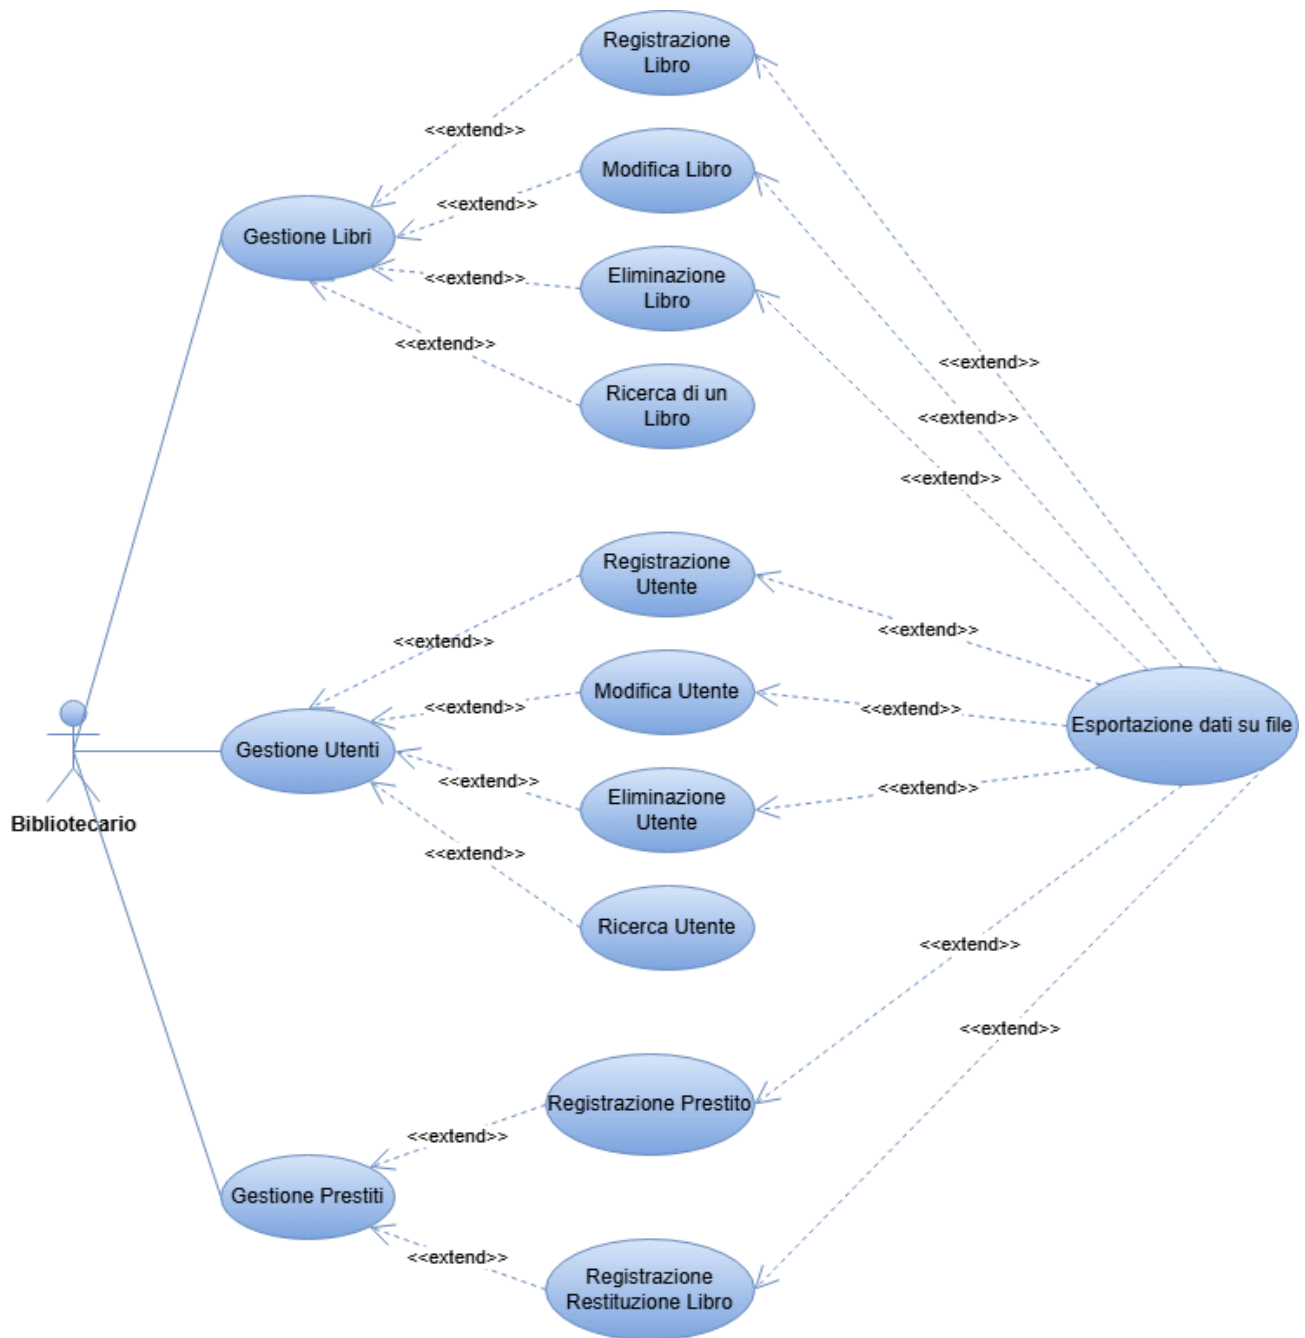 Registrazione
Libro
<<extend>>
Modifica Libro
<<extend>>
Gestione Libri
Eliminazione
Libro
<<extend>>
<<extend>>
<<extend>>
Ricerca di un
Libro
<<extend>>
<<extend>>
Registrazione
Utente
<<extend>>
<<extend>>
Modifica Utente
<<extend>>
<<extend>>
Esportazione dati su file
Gestione Utenti
<<extend>>
Eliminazione
Utente
<<extend>>
Bibliotecario
<<extend>>
Ricerca Utente
<<extend>>
<<extend>>
Registrazione Prestito
<<extend>>
Gestione Prestiti
<<extend>>
Registrazione
Restituzione Libro